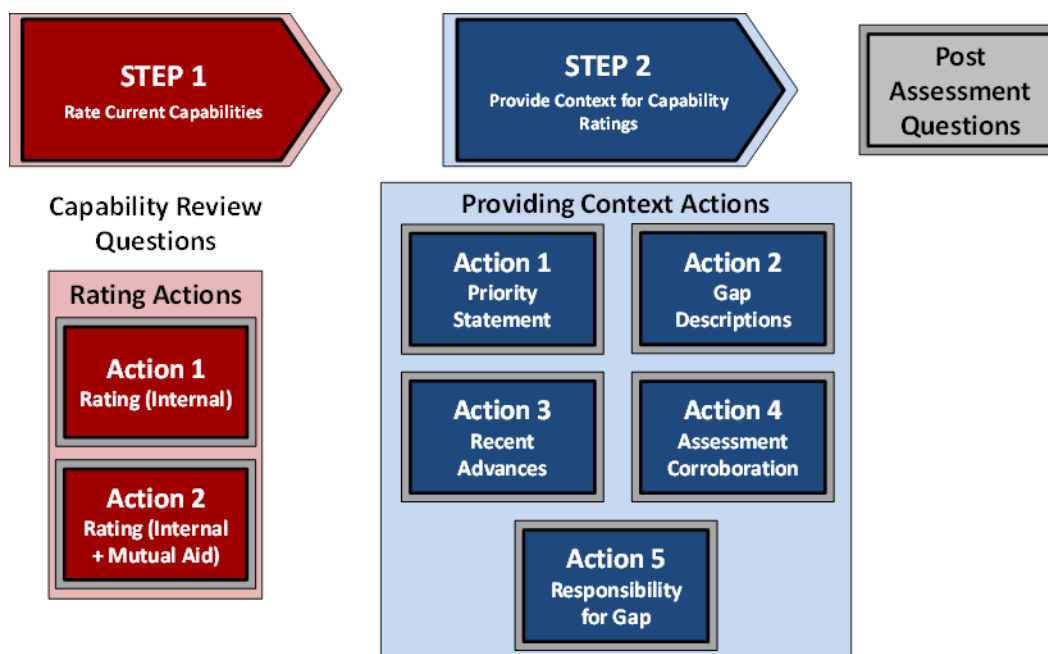 STEP 1
Rate Current Capabilities
STEP 2
Provide Context for Capability
Ratings
Post
Assessment
Questions
Capability Review
Questions
Rating Actions
Action 1
Rating (Internal)
Action 2
Rating (Internal
+ Mutual Aid)
Providing Context Actions
Action 1
Priority
Statement
Action 2
Gap
Descriptions
Action 3
Recent
Advances
Action 4
Assessment
Corroboration
Action 5
Responsibility
for Gap